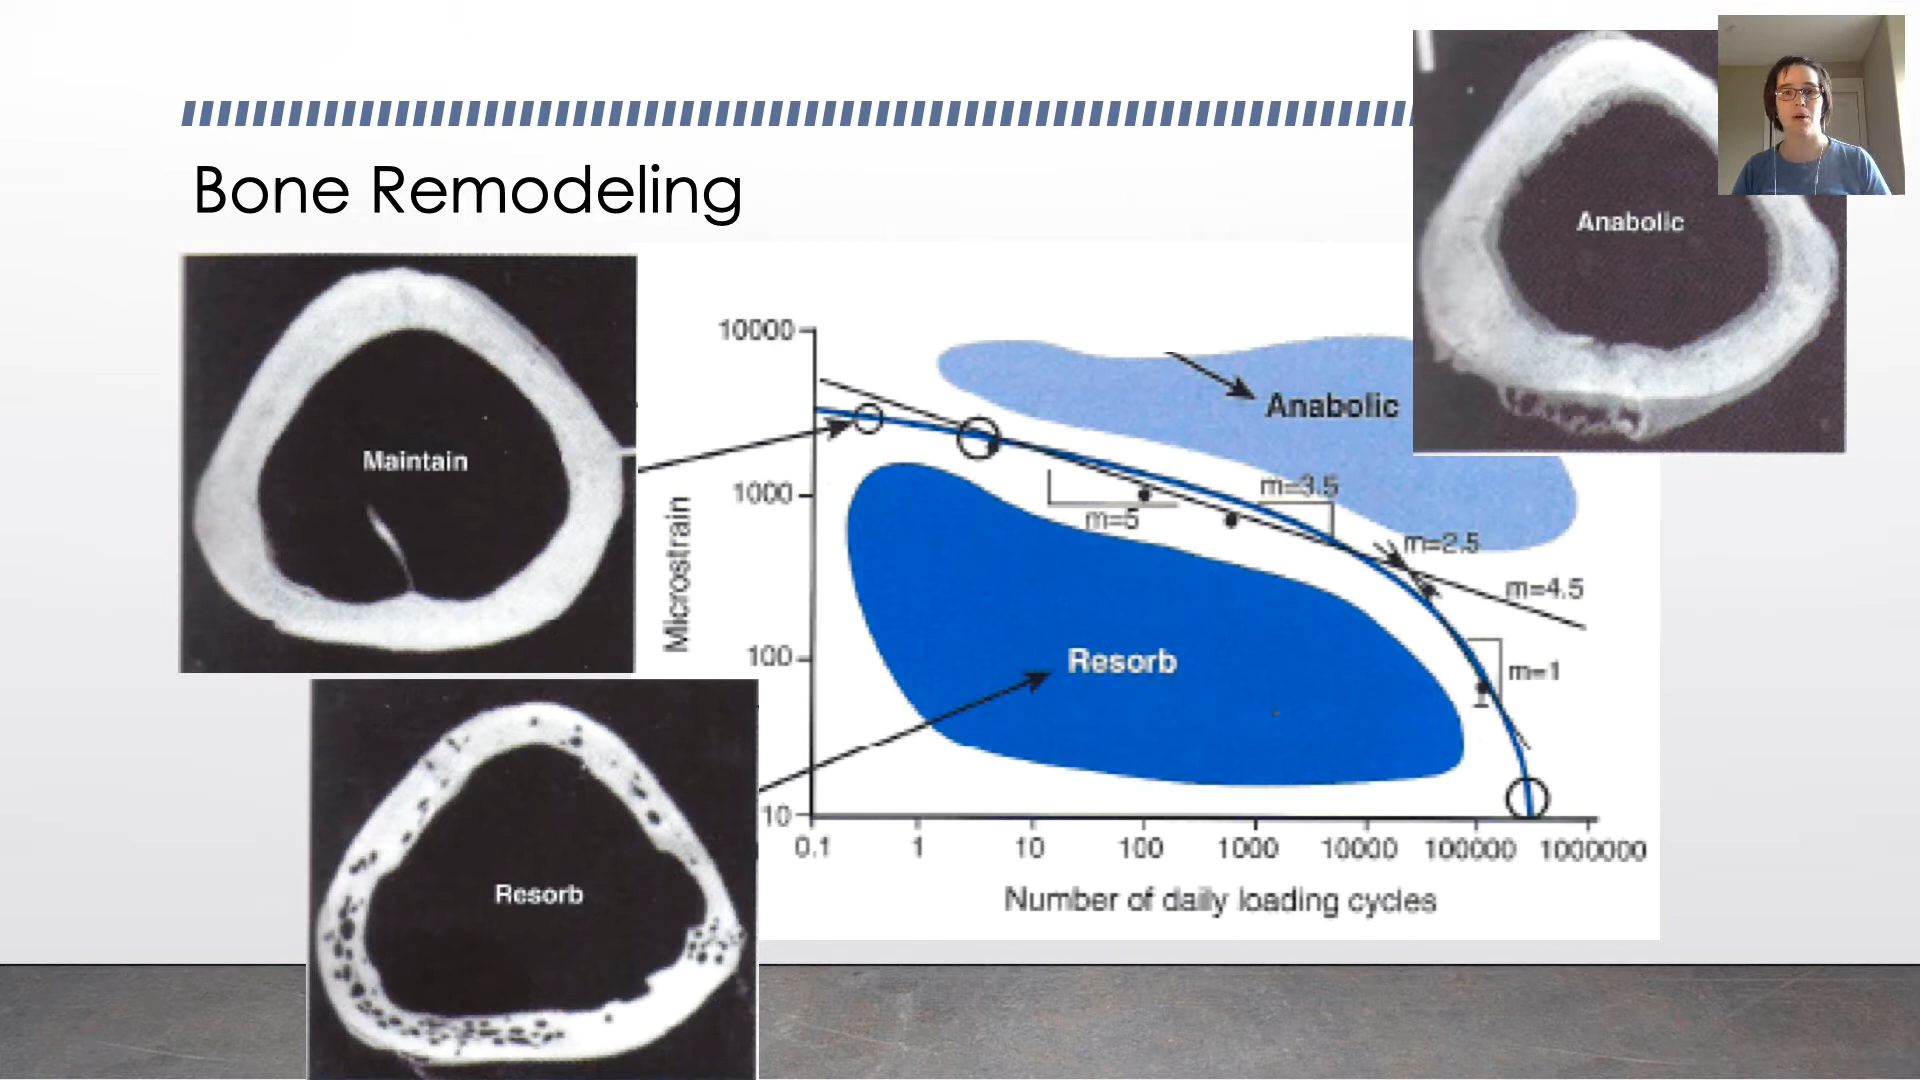 Bone Remodeling
Anabolic
Maintain
Resorb
Microstrain
10000
1000
100
10
Anabolic
m=3.5
m=5
m=2.5
m=4.5
Resorb
m=1
0.1 1 10 100 1000 10000 100000 1000000
Number of daily loading cycles